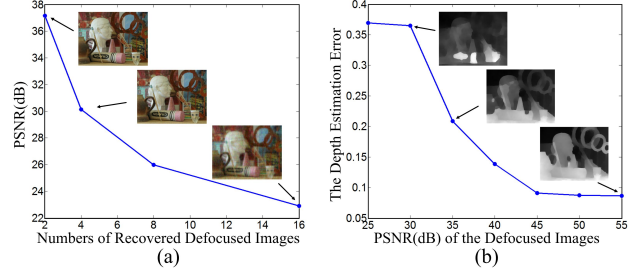 38
36
34
32
30
28
26
24
22
PSNR(dB)
2 4 6 8 10 12 14 16
Numbers of Recovered Defocused Images
(a)
0.4
0.35
0.3
0.25
0.2
0.15
0.1
0.05
The Depth Estimation Error
25 30 35 40 45 50 55
PSNR(dB) of the Defocused Images
(b)